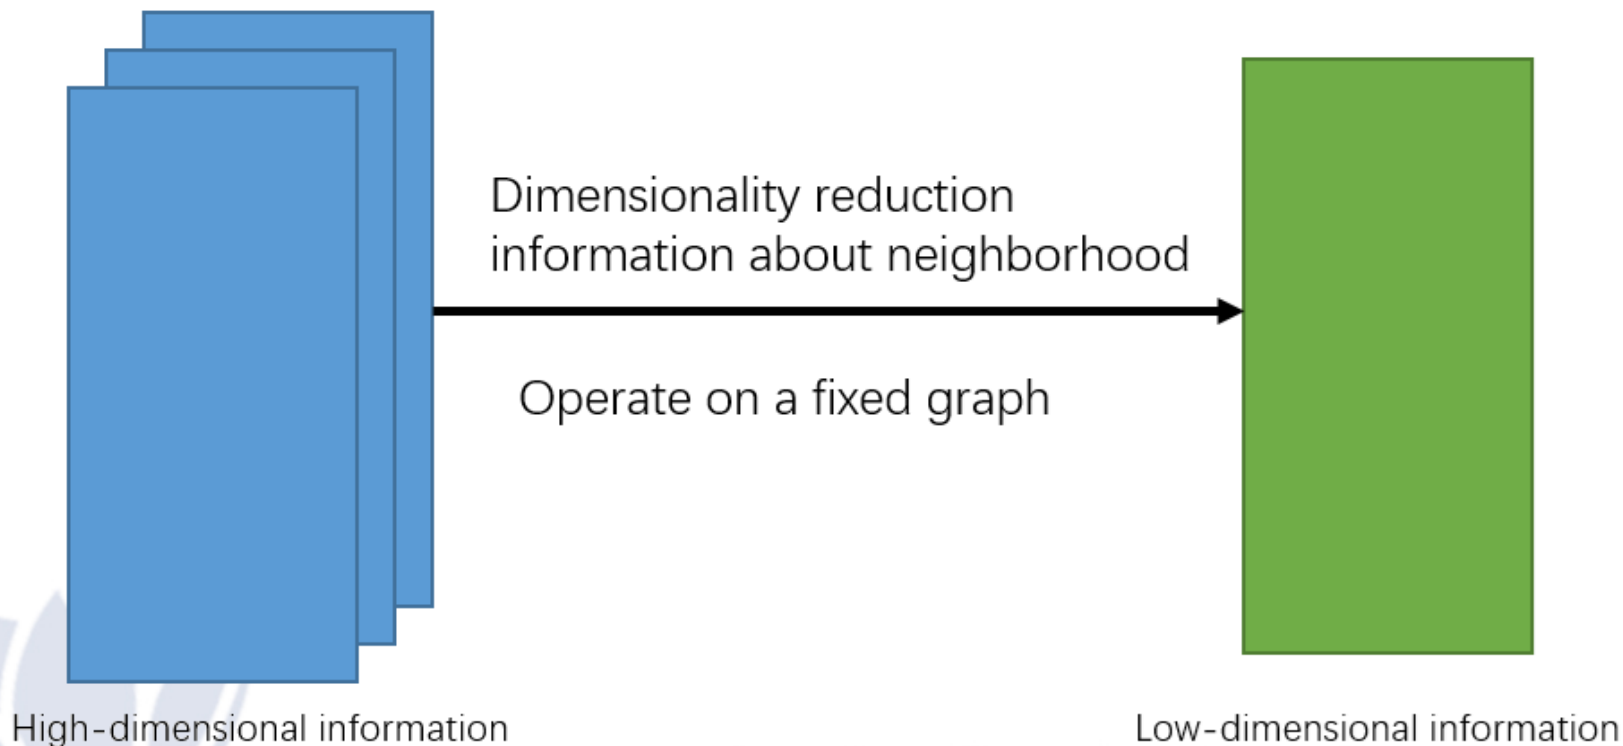 Dimensionality reduction
information about neighborhood
Operate on a fixed graph
High-dimensional information
Low-dimensional information